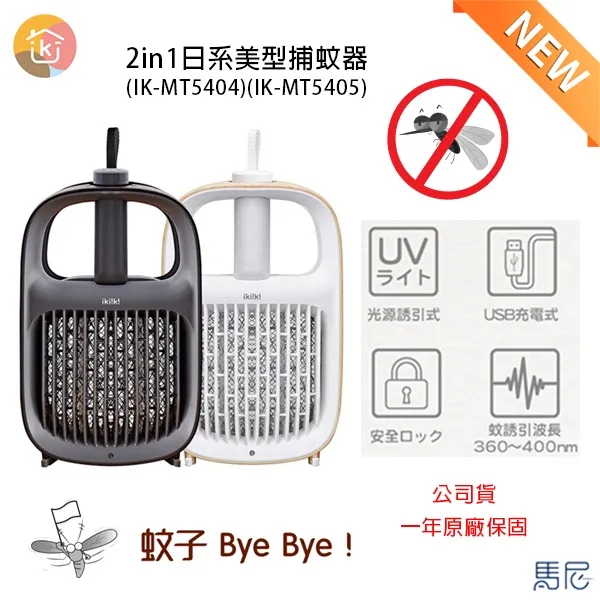 iki
NEW
2in1日系美型捕蚊器
(IK-MT5404)(IK-MT5405)
ikiiki
ikiiki
UV
ライト
光源誘引式
USB充電式
安全ロック
蚊誘引波長
360～400nm
公司貨
一年原廠保固
蚊子 Bye Bye！
馬尼